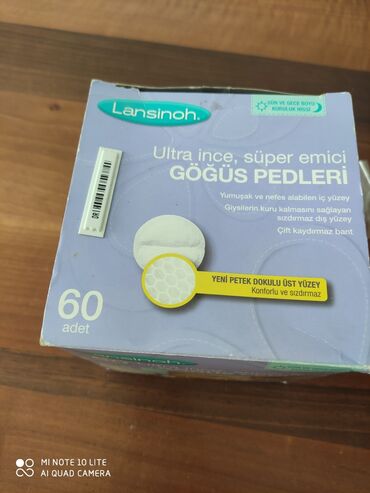 Lansinoh.
GÜN VE GECE BOYU
KURULUK HİSSİ
Ultra ince, süper emici
GÖĞÜS PEDLERİ
Yumuşak ve nefes alabilen iç yüzey
Giysilerin kuru kalmasını sağlayan
sızdırmaz dış yüzey
Çift kaydırmaz bant
YENİ PETEK DOKULU ÜST YÜZEY
Konforlu ve sızdırmaz
60
adet
Lansinoh
MI NOTE 10 LITE
AI QUAD CAMERA